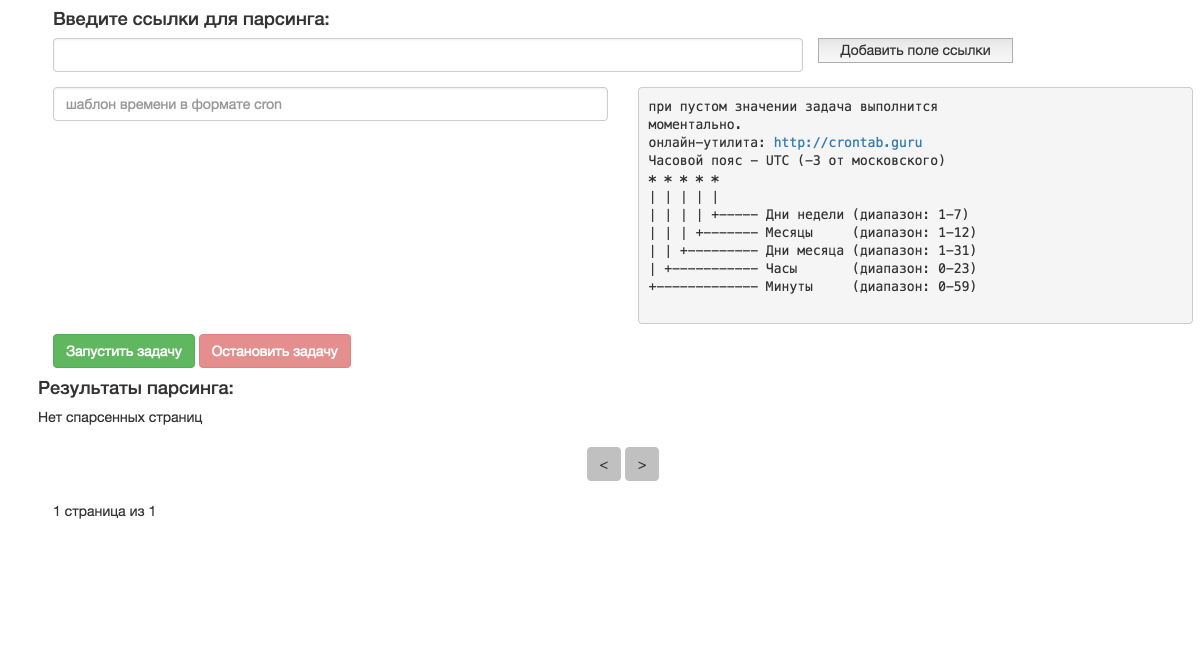 Введите ссылки для парсинга:
Добавить поле ссылки
шаблон времени в формате cron
при пустом значении задача выполнится
моментально.
онлайн-утилита: http://crontab.guru
Часовой пояс - UTC (-3 от московского)
* * * * *
| | | | |
| | | | +----- Дни недели (диапазон: 1-7)
| | | +------- Месяцы     (диапазон: 1-12)
| | +--------- Дни месяца (диапазон: 1-31)
| +----------- Часы       (диапазон: 0-23)
+------------- Минуты     (диапазон: 0-59)
Запустить задачу Остановить задачу
Результаты парсинга:
Нет спарсенных страниц
< >
1 страница из 1